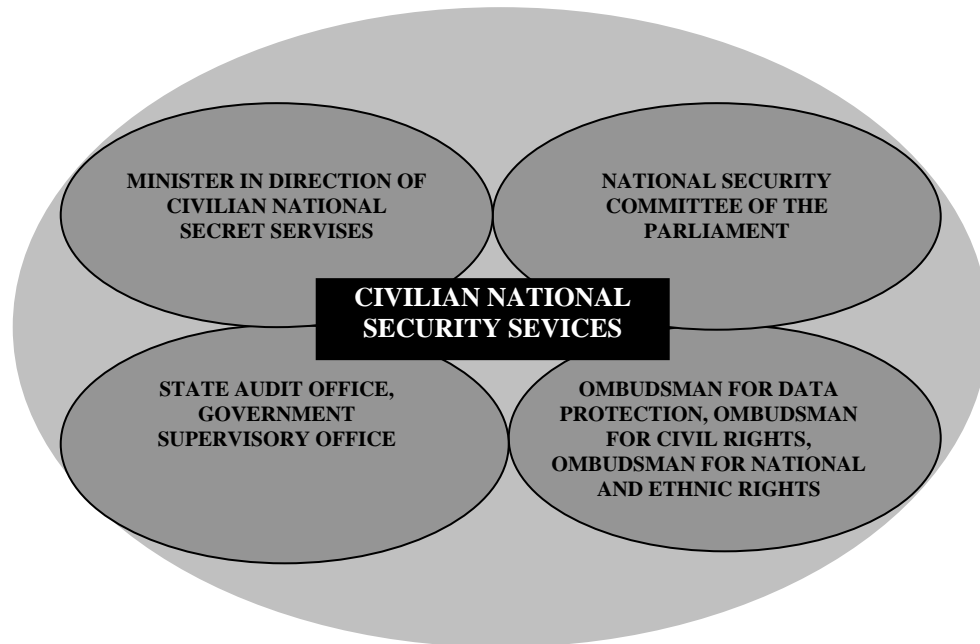 MINISTER IN DIRECTION OF
CIVILIAN NATIONAL
SECRET SERVISES
NATIONAL SECURITY
COMMITTEE OF THE
PARLIAMENT
CIVILIAN NATIONAL
SECURITY SEVICES
STATE AUDIT OFFICE,
GOVERNMENT
SUPERVISORY OFFICE
OMBUDSMAN FOR DATA
PROTECTION, OMBUDSMAN
FOR CIVIL RIGHTS,
OMBUDSMAN FOR NATIONAL
AND ETHNIC RIGHTS